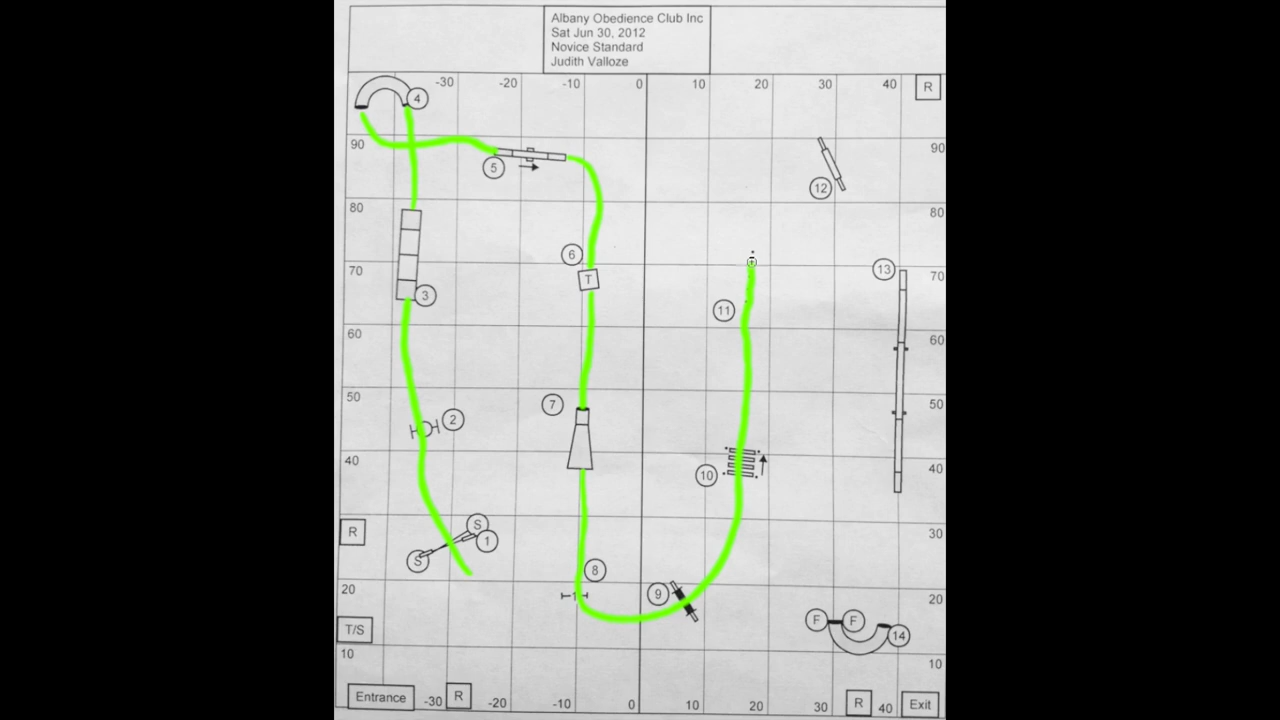 Albany Obedience Club Inc
Sat Jun 30, 2012
Novice Standard
Judith Valloze
-30 -20 -10 0 10 20 30 40 R
4
90 90
5
12
80 80
6
70 13 70
T
3
11
60 60
50 50
7
2
40 40
10
S
R 1 30
S
8
20 9 20
T/S F F
14
10 10
Entrance -30 R -20 -10 0 10 20 30 R 40 Exit